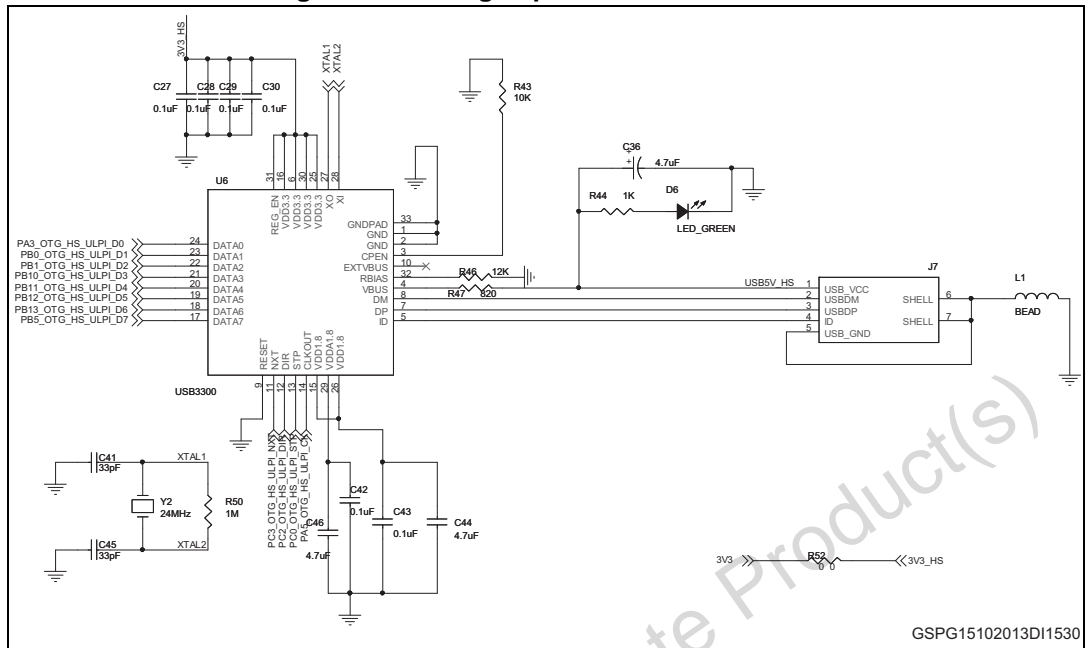 3V3_HS
XTAL1
XTAL2
C27
C28
C29
C30
0.1uF
0.1uF
0.1uF
0.1uF
R43
10K
C36
+
+
4.7uF
R44
1K
D6
LED_GREEN
U6
31
16
6
30
25
27
28
REG_EN
VDD3.3
VDD3.3
VDD3.3
VDD3.3
XO
XI
PA3_OTG_HS_ULPI_D0
24
DATA0
PB0_OTG_HS_ULPI_D1
23
DATA1
PB1_OTG_HS_ULPI_D2
22
DATA2
PB10_OTG_HS_ULPI_D3
21
DATA3
PB11_OTG_HS_ULPI_D4
20
DATA4
PB12_OTG_HS_ULPI_D5
19
DATA5
PB13_OTG_HS_ULPI_D6
18
DATA6
PB5_OTG_HS_ULPI_D7
17
DATA7
GNDPAD
33
GND
1
GND
2
CPEN
3
EXTVBUS
10
RBIAS
32
VBUS
4
DM
8
DP
7
ID
5
R46
12K
R47
820
USB5V_HS
J7
1
USB_VCC
2
USBDM
3
USBDP
4
ID
5
USB_GND
SHELL
6
SHELL
7
L1
BEAD
RESET
NXT
DIR
STP
CLKOUT
VDD1.8
VDDA1.8
VDD1.8
9
11
12
13
14
15
29
26
USB3300
PC3_OTG_HS_ULPI_NXT
PC2_OTG_HS_ULPI_DIR
PC0_OTG_HS_ULPI_STP
C41
33pF
XTAL1
Y2
24MHz
R50
1M
C45
33pF
XTAL2
C46
4.7uF
C42
0.1uF
C43
0.1uF
C44
4.7uF
3V3
R52
0 0
3V3_HS
Product(s)
GSPG15102013DI1530